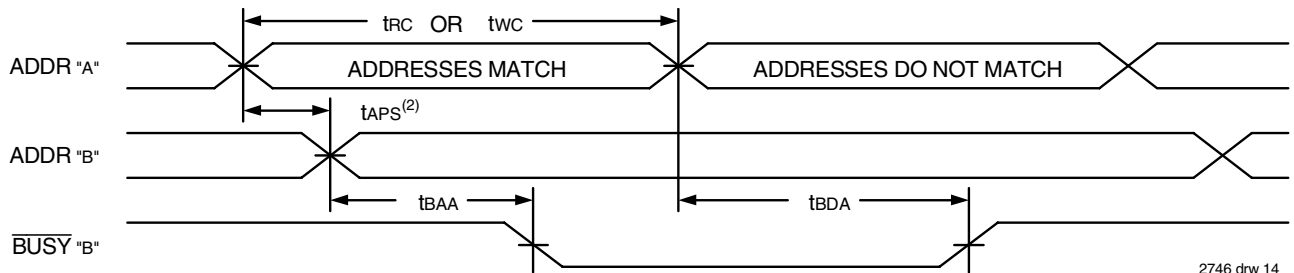 tRC OR tWC
ADDR "A"
ADDRESSES MATCH
ADDRESSES DO NOT MATCH
tAPS(2)
ADDR "B"
tBAA
tBDA
BUSY "B"
2746 drw 14